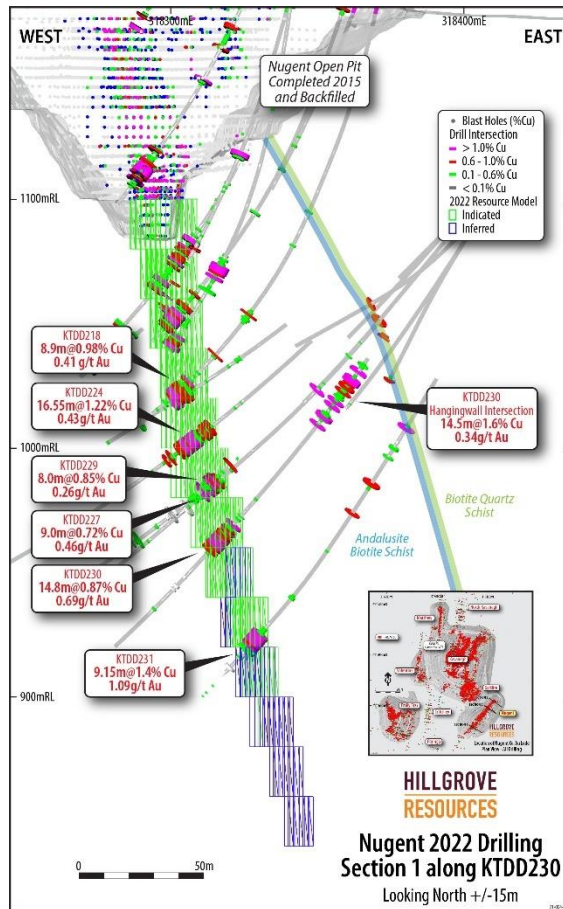 318300mE
318400mE
WEST
EAST
Nugent Open Pit
Completed 2015
and Backfilled
Blast Holes (%Cu)
Drill Intersection
> 1.0% Cu
0.6 - 1.0% Cu
0.1 - 0.6% Cu
< 0.1% Cu
2022 Resource Model
Indicated
Inferred
1100mRL
KTDD218
8.9m@0.98% Cu
0.41 g/t Au
KTDD224
16.55m@1.22% Cu
0.43g/t Au
KTDD230
Hangingwall Intersection
14.5m@1.6% Cu
0.34g/t Au
1000mRL
KTDD229
8.0m@0.85% Cu
0.26g/t Au
Biotite Quartz
Schist
KTDD227
9.0m@0.72% Cu
0.46g/t Au
Andalusite
Biotite Schist
KTDD230
14.8m@0.87% Cu
0.69g/t Au
KTDD231
9.15m@1.4% Cu
1.09g/t Au
900mRL
HILLGROVE
RESOURCES
HILLGROVE
RESOURCES
Nugent 2022 Drilling
Section 1 along KTDD230
Looking North +/-15m
0
50m